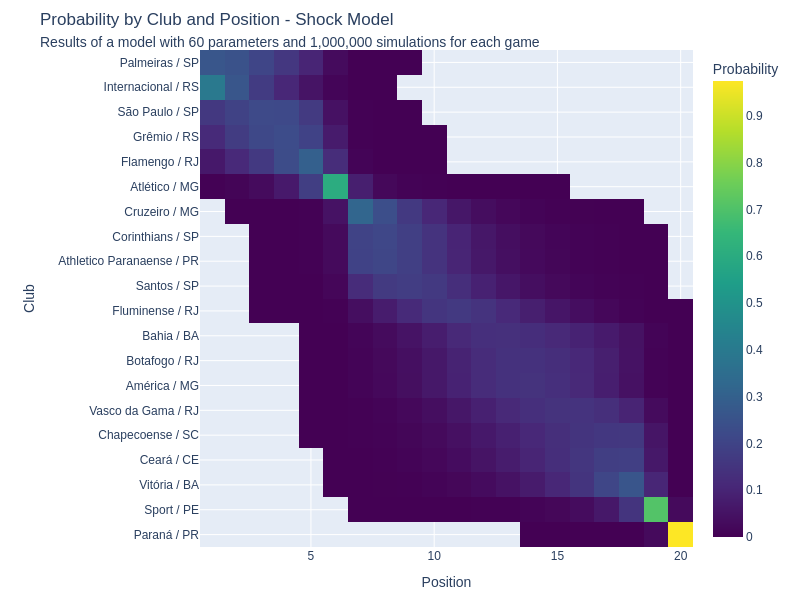 Probability by Club and Position - Shock Model
Results of a model with 60 parameters and 1,000,000 simulations for each game
Probability
Club
Palmeiras / SP
Internacional / RS
São Paulo / SP
Grêmio / RS
Flamengo / RJ
Atlético / MG
Cruzeiro / MG
Corinthians / SP
Athletico Paranaense / PR
Santos / SP
Fluminense / RJ
Bahia / BA
Botafogo / RJ
América / MG
Vasco da Gama / RJ
Chapecoense / SC
Ceará / CE
Vitória / BA
Sport / PE
Paraná / PR
0.9
0.8
0.7
0.6
0.5
0.4
0.3
0.2
0.1
0
5 10 15 20
Position